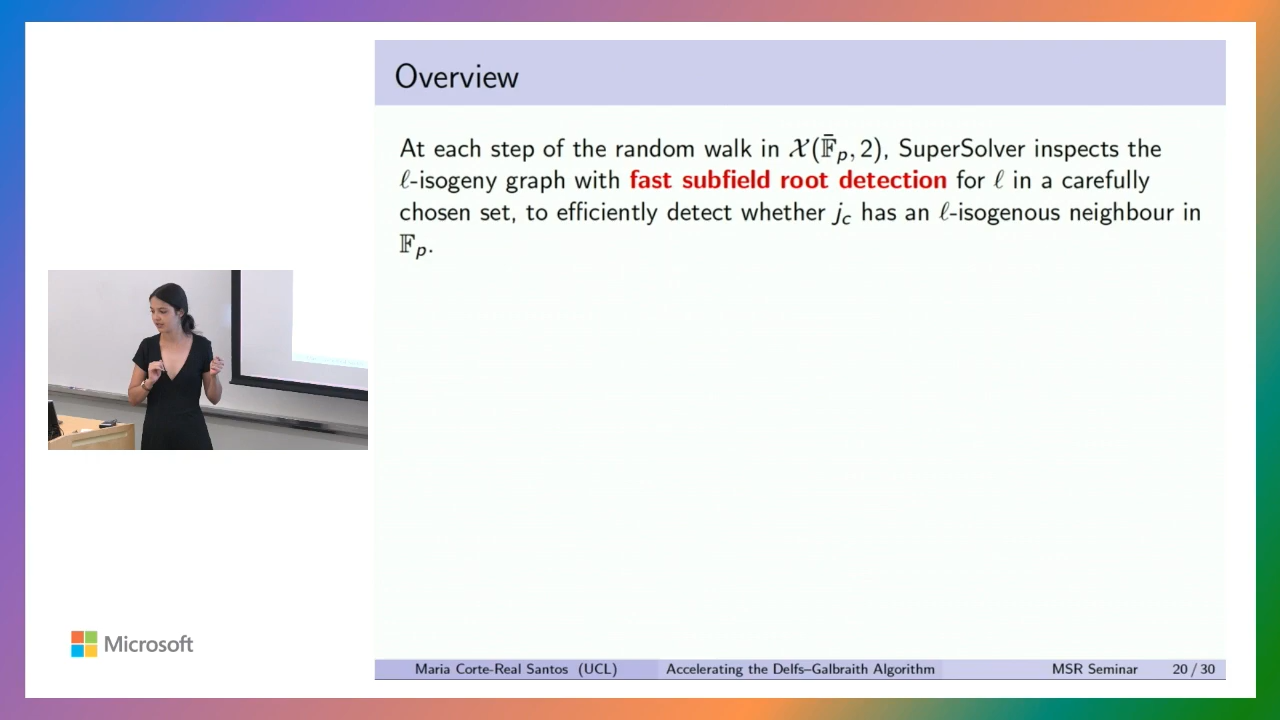 Overview
At each step of the random walk in 𝒳(𝔽̄ₚ, 2), SuperSolver inspects the
ℓ-isogeny graph with fast subfield root detection for ℓ in a carefully
chosen set, to efficiently detect whether j_c has an ℓ-isogenous neighbour in
𝔽ₚ.
Microsoft
Maria Corte-Real Santos (UCL) Accelerating the Delfs–Galbraith Algorithm MSR Seminar 20 / 30